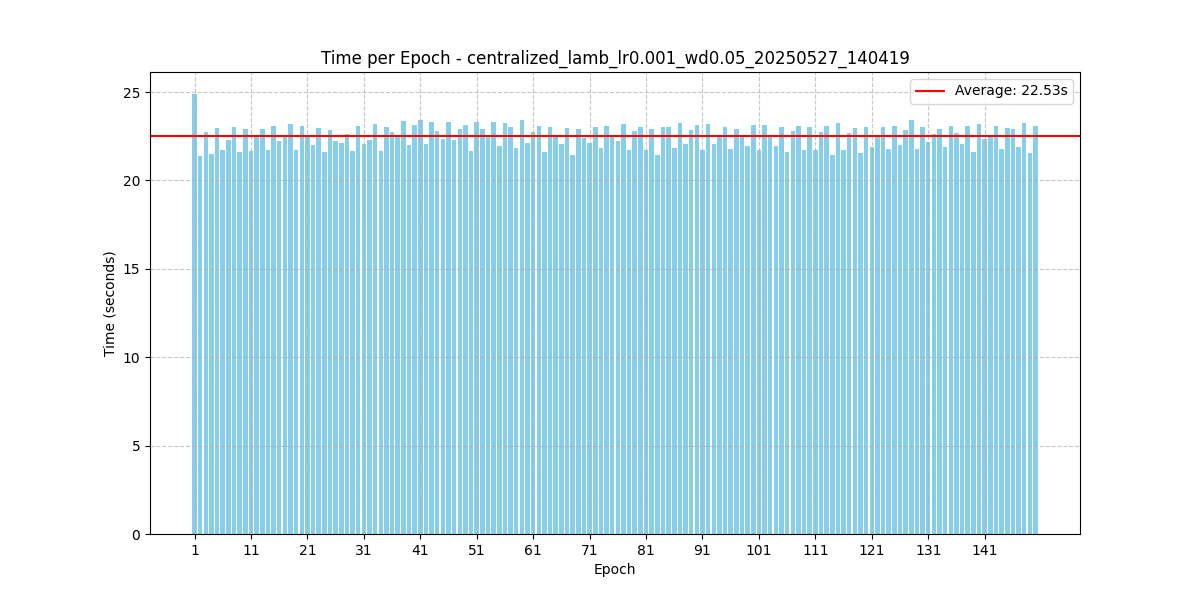 Time per Epoch - centralized_lamb_lr0.001_wd0.05_20250527_140419
Average: 22.53s
25
20
15
10
5
0
Time (seconds)
1 11 21 31 41 51 61 71 81 91 101 111 121 131 141
Epoch